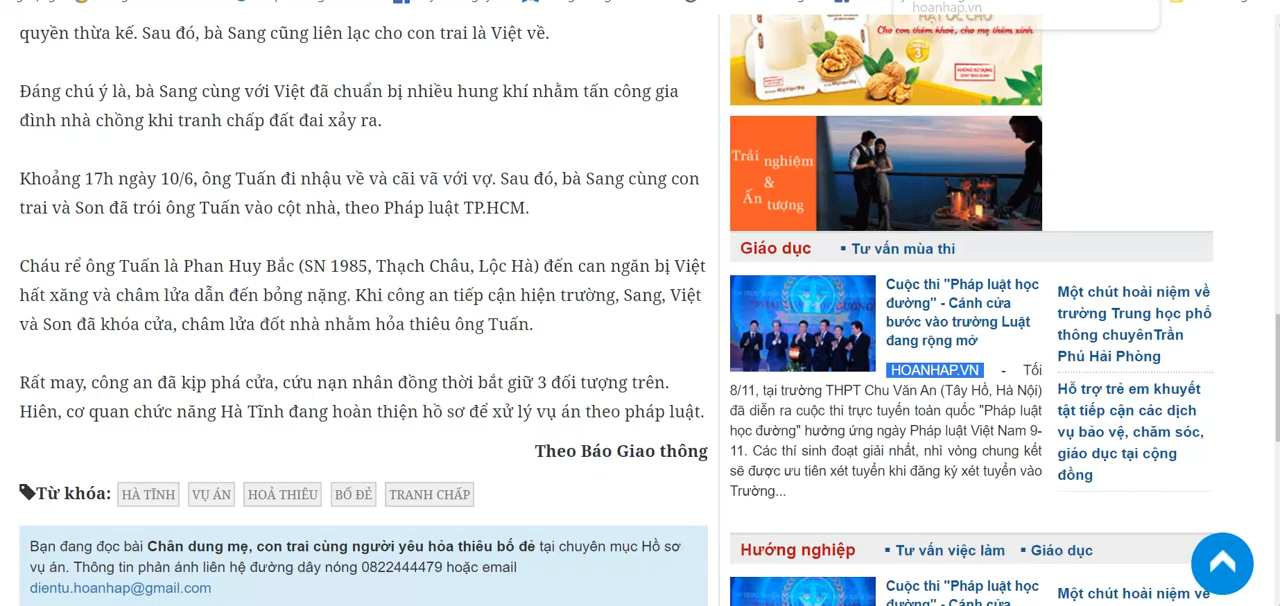 hoanhap.vn
quyền thừa kế. Sau đó, bà Sang cũng liên lạc cho con trai là Việt về.
Đáng chú ý là, bà Sang cùng với Việt đã chuẩn bị nhiều hung khí nhằm tấn công gia
đình nhà chồng khi tranh chấp đất đai xảy ra.
Khoảng 17h ngày 10/6, ông Tuấn đi nhậu về và cãi vã với vợ. Sau đó, bà Sang cùng con
trai và Son đã trói ông Tuấn vào cột nhà, theo Pháp luật TP.HCM.
Cháu rể ông Tuấn là Phan Huy Bắc (SN 1985, Thạch Châu, Lộc Hà) đến can ngăn bị Việt
hất xăng và châm lửa dẫn đến bỏng nặng. Khi công an tiếp cận hiện trường, Sang, Việt
và Son đã khóa cửa, châm lửa đốt nhà nhằm hỏa thiêu ông Tuấn.
Rất may, công an đã kịp phá cửa, cứu nạn nhân đồng thời bắt giữ 3 đối tượng trên.
Hiện, cơ quan chức năng Hà Tĩnh đang hoàn thiện hồ sơ để xử lý vụ án theo pháp luật.
Theo Báo Giao thông
Từ khóa: HÀ TĨNH VỤ ÁN HOẢ THIÊU BỐ ĐẺ TRANH CHẤP
Bạn đang đọc bài Chân dung mẹ, con trai cùng người yêu hỏa thiêu bố đẻ tại chuyên mục Hồ sơ
vụ án. Thông tin phản ánh liên hệ đường dây nóng 0822444479 hoặc email
dientu.hoanhap@gmail.com
HẠT ÓC CHÓ
Cho con thêm khoẻ, cho mẹ thêm xinh
3
Trải nghiệm
&
Ấn tượng
Giáo dục ▪ Tư vấn mùa thi
Cuộc thi "Pháp luật học
đường" - Cánh cửa
bước vào trường Luật
đang rộng mở
HOANHAP.VN - Tối
8/11, tại trường THPT Chu Văn An (Tây Hồ, Hà Nội)
đã diễn ra cuộc thi trực tuyến toàn quốc "Pháp luật
học đường" hưởng ứng ngày Pháp luật Việt Nam 9-
11. Các thí sinh đoạt giải nhất, nhì vòng chung kết
sẽ được ưu tiên xét tuyển khi đăng ký xét tuyển vào
Trường...
Một chút hoài niệm về
trường Trung học phổ
thông chuyênTrần
Phú Hải Phòng
Hỗ trợ trẻ em khuyết
tật tiếp cận các dịch
vụ bảo vệ, chăm sóc,
giáo dục tại cộng
đồng
Hướng nghiệp ▪ Tư vấn việc làm ▪ Giáo dục
Cuộc thi "Pháp luật học
đường" - Cánh cửa
Một chút hoài niệm về